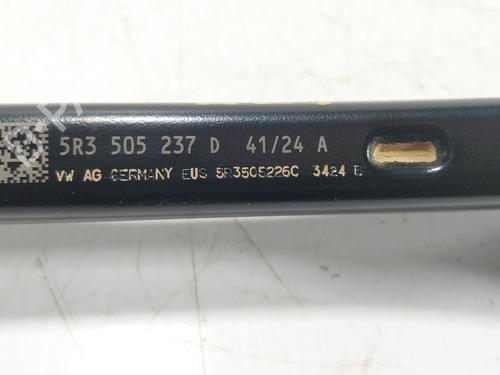 5R3 505 237 D 41/24 A
VW AG GERMANY EUS 5R3505226C 3424 E